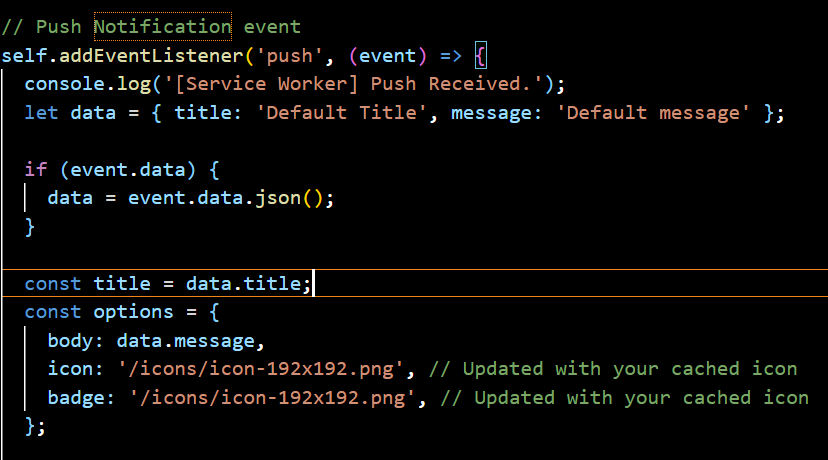 // Push Notification event
self.addEventListener('push', (event) => {
  console.log('[Service Worker] Push Received.');
  let data = { title: 'Default Title', message: 'Default message' };

  if (event.data) {
    data = event.data.json();
  }

  const title = data.title;
  const options = {
    body: data.message,
    icon: '/icons/icon-192x192.png', // Updated with your cached icon
    badge: '/icons/icon-192x192.png', // Updated with your cached icon
  };